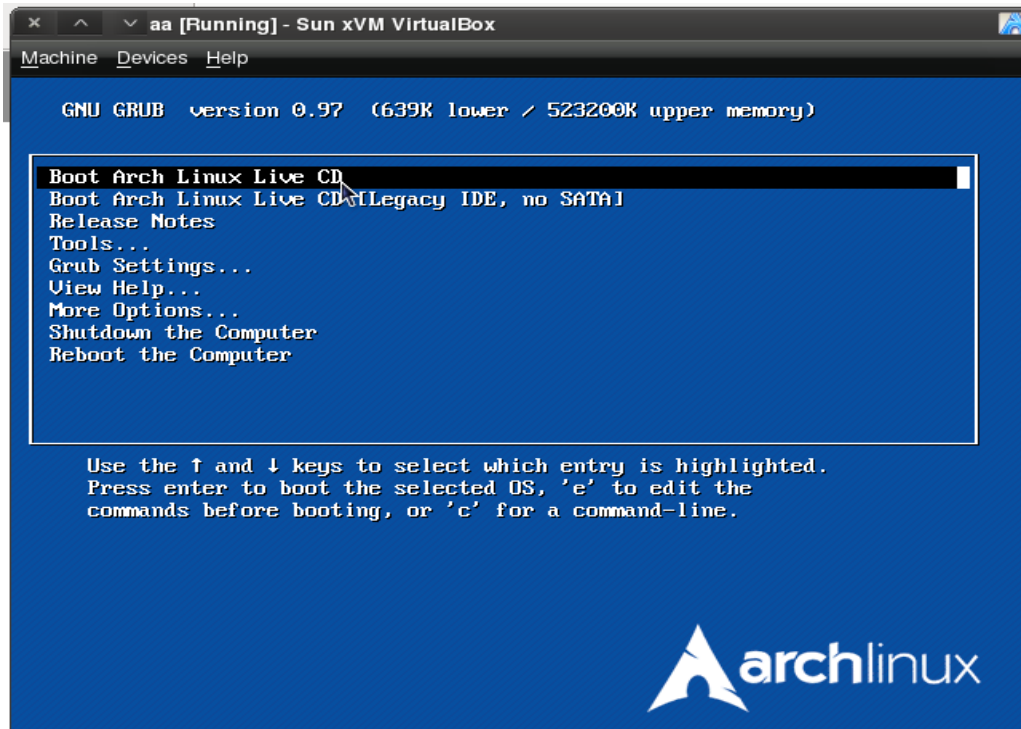 aa [Running] - Sun xVM VirtualBox
Machine Devices Help
GNU GRUB version 0.97 (639K lower / 523200K upper memory)
Boot Arch Linux Live CD
Boot Arch Linux Live CD [Legacy IDE, no SATA]
Release Notes
Tools...
Grub Settings...
View Help...
More Options...
Shutdown the Computer
Reboot the Computer
Use the ↑ and ↓ keys to select which entry is highlighted.
Press enter to boot the selected OS, 'e' to edit the
commands before booting, or 'c' for a command-line.
archlinux